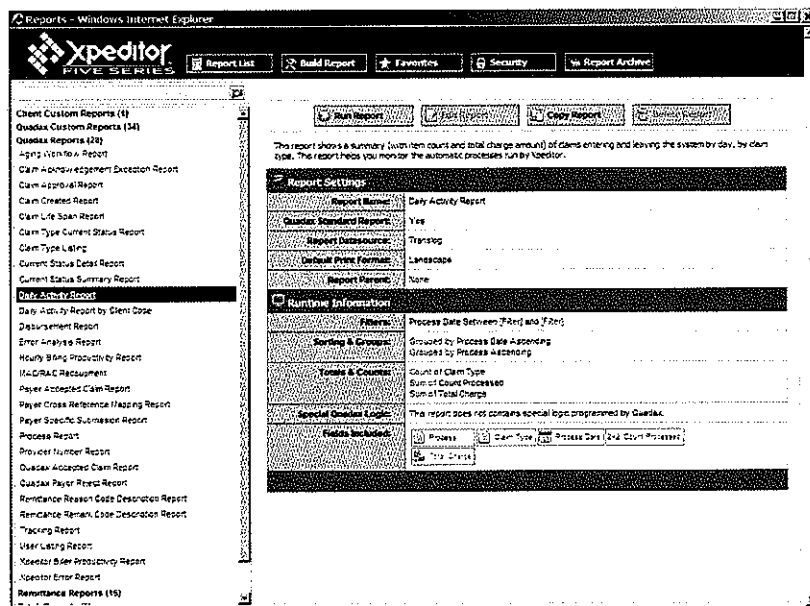 Reports - Windows Internet Explorer
Xpeditor
FIVE SERIES
Report List
Build Report
Favorites
Security
Report Archive
Client Custom Reports (1)
Quadax Custom Reports (34)
Quadax Reports (28)
Aging Workflow Report
Claim Acknowledgement Exception Report
Claim Approval Report
Claim Created Report
Claim Life Span Report
Claim Type Current Status Report
Claim Type Listing
Current Status Detail Report
Current Status Summary Report
Daily Activity Report
Daily Activity Report by Client Code
Disbursement Report
Error Analysis Report
Hourly Billing Productivity Report
MAC/RAC Recoupment
Payer Accepted Claim Report
Payer Cross Reference Mapping Report
Payer Specific Submission Report
Process Report
Provider Number Report
Quadax Accepted Claim Report
Quadax Payer Reject Report
Remittance Reason Code Description Report
Remittance Remark Code Description Report
Tracking Report
User Listing Report
Xpeditor Biller Productivity Report
Xpeditor Error Report
Remittance Reports (15)
Run Report
Copy Report
This report shows a summary (with item count and total charge amount) of claims entering and leaving the system by day, by claim
type. This report helps you monitor the automatic processes run by Xpeditor.
Report Settings
Report Name: Daily Activity Report
Quadax Standard Report: Yes
Report Datasource: Translog
Default Print Format: Landscape
Report Parent: None
Runtime Information
Filters: Process Date Between [Filter] and [Filter]
Sorting & Groups: Grouped by Process Date Ascending
Grouped by Process Ascending
Totals & Counts: Count of Claim Type
Sum of Count Processed
Sum of Total Charge
Special Quadax Logic: This report does not contains special logic programmed by Quadax.
Fields Included: Process Claim Type Process Date Count Processed
Total Charge